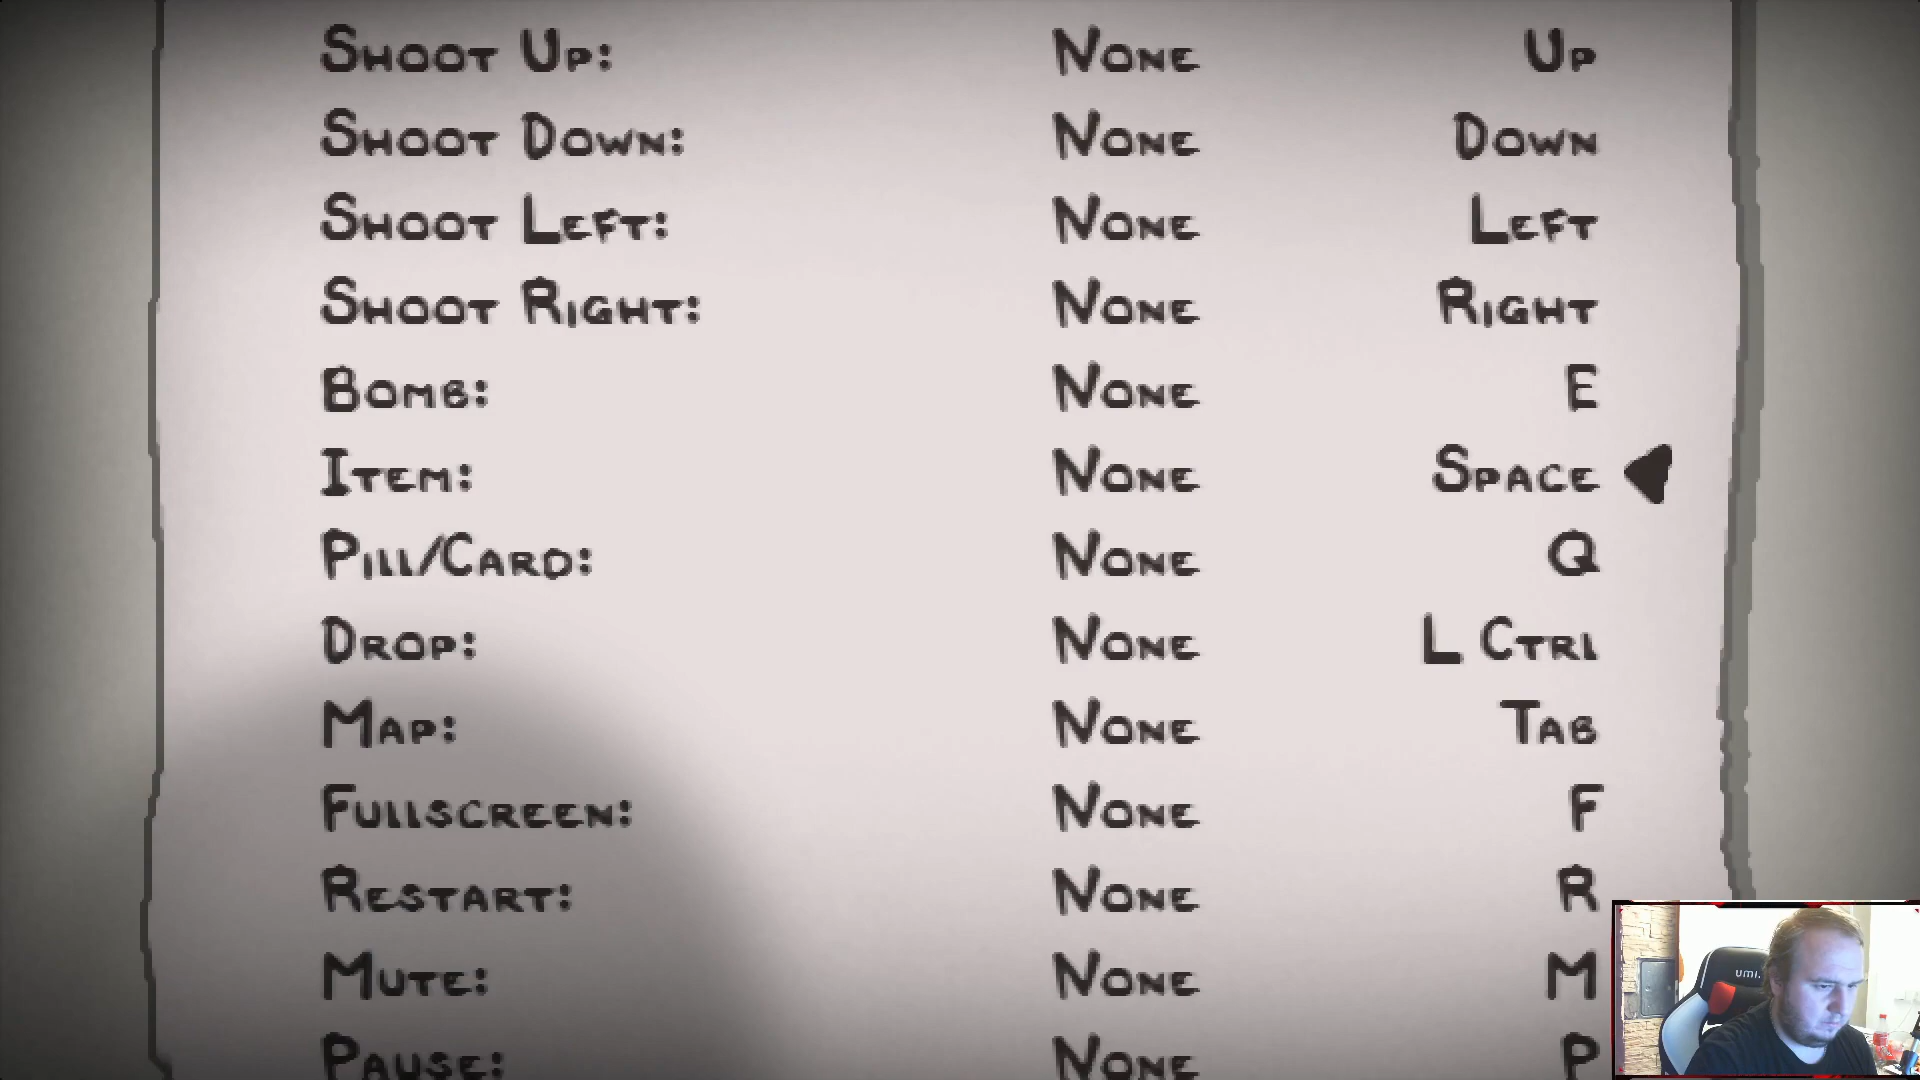 Shoot Up: None Up
Shoot Down: None Down
Shoot Left: None Left
Shoot Right: None Right
Bomb: None E
Item: None Space
Pill/Card: None Q
Drop: None L Ctrl
Map: None Tab
Fullscreen: None F
Restart: None R
Mute: None M
Pause: None P
umi.